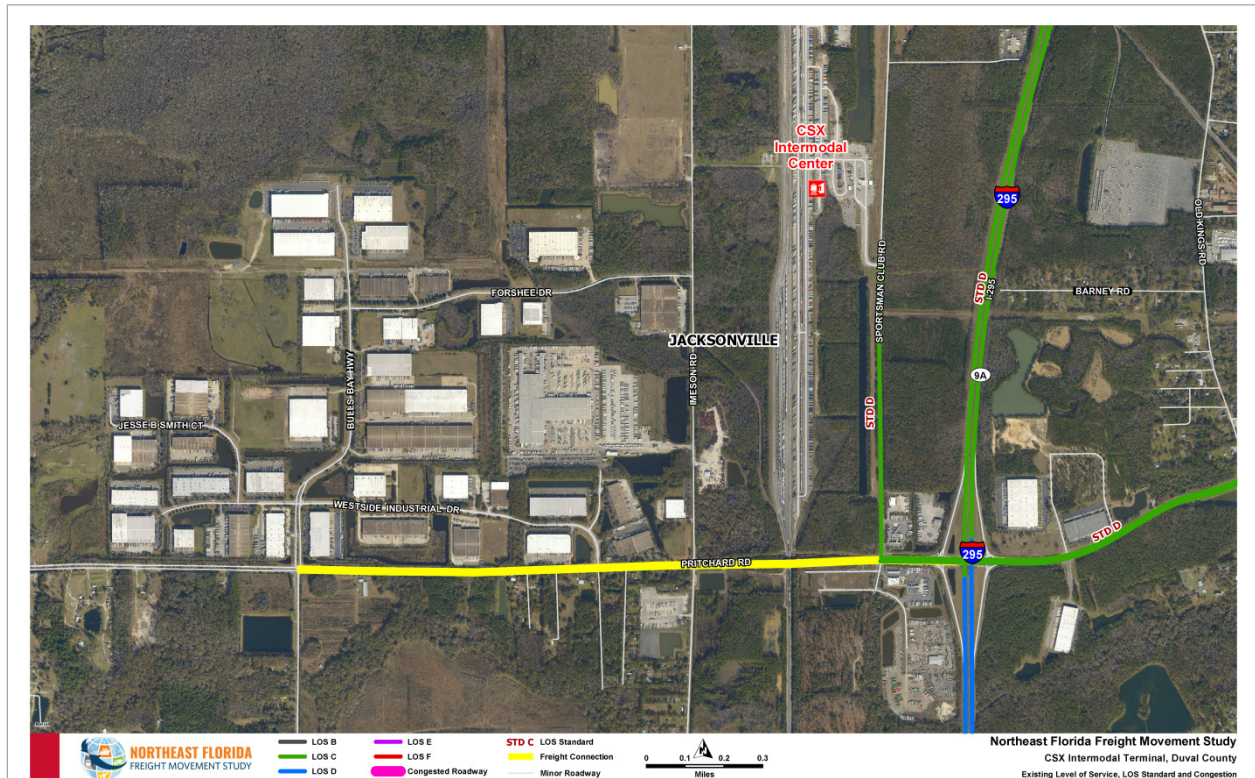 CSX
Intermodal
Center
295
OLD KINGS RD
SPORTSMAN CLUB RD
STD D
I-295
BARNEY RD
FORSHEE DR
JACKSONVILLE
BULLS BAY HWY
IMESON RD
9A
STD D
JESSE B SMITH CT
WESTSIDE INDUSTRIAL DR
STD D
PRITCHARD RD
295
NORTHEAST FLORIDA
FREIGHT MOVEMENT STUDY
LOS B
LOS C
LOS D
LOS E
LOS F
Congested Roadway
STD C LOS Standard
Freight Connection
Minor Roadway
0 0.1 0.2 0.3
Miles
Northeast Florida Freight Movement Study
CSX Intermodal Terminal, Duval County
Existing Level of Service, LOS Standard and Congestion